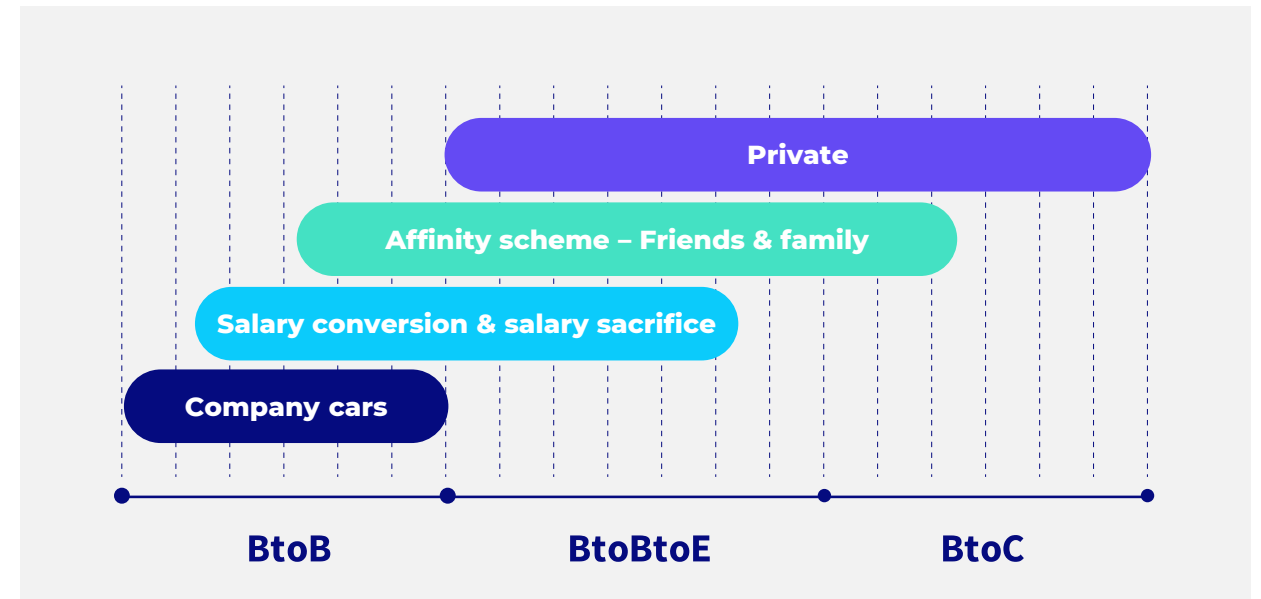 Private
Affinity scheme – Friends & family
Salary conversion & salary sacrifice
Company cars
BtoB
BtoBtoE
BtoC